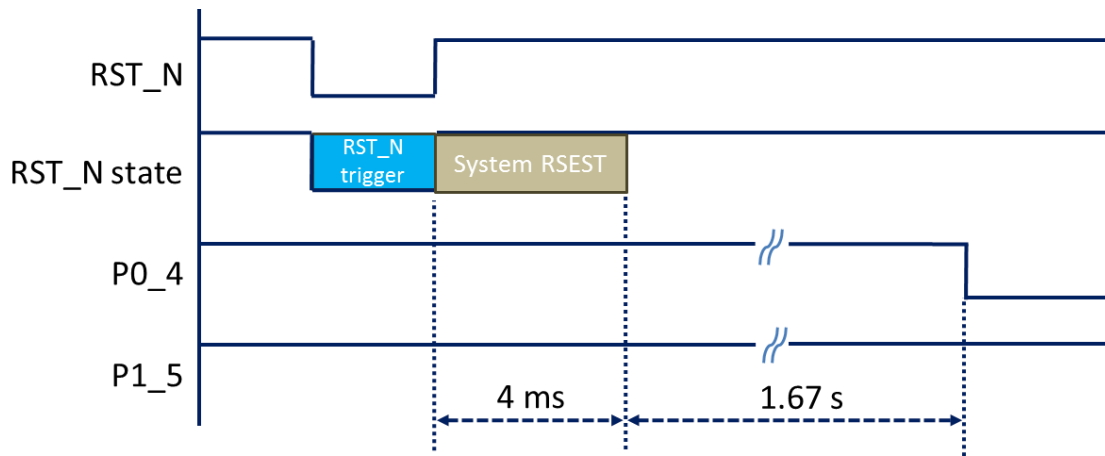 RST_N
RST_N state
RST_N
trigger
System RSEST
P0_4
P1_5
4 ms
1.67 s